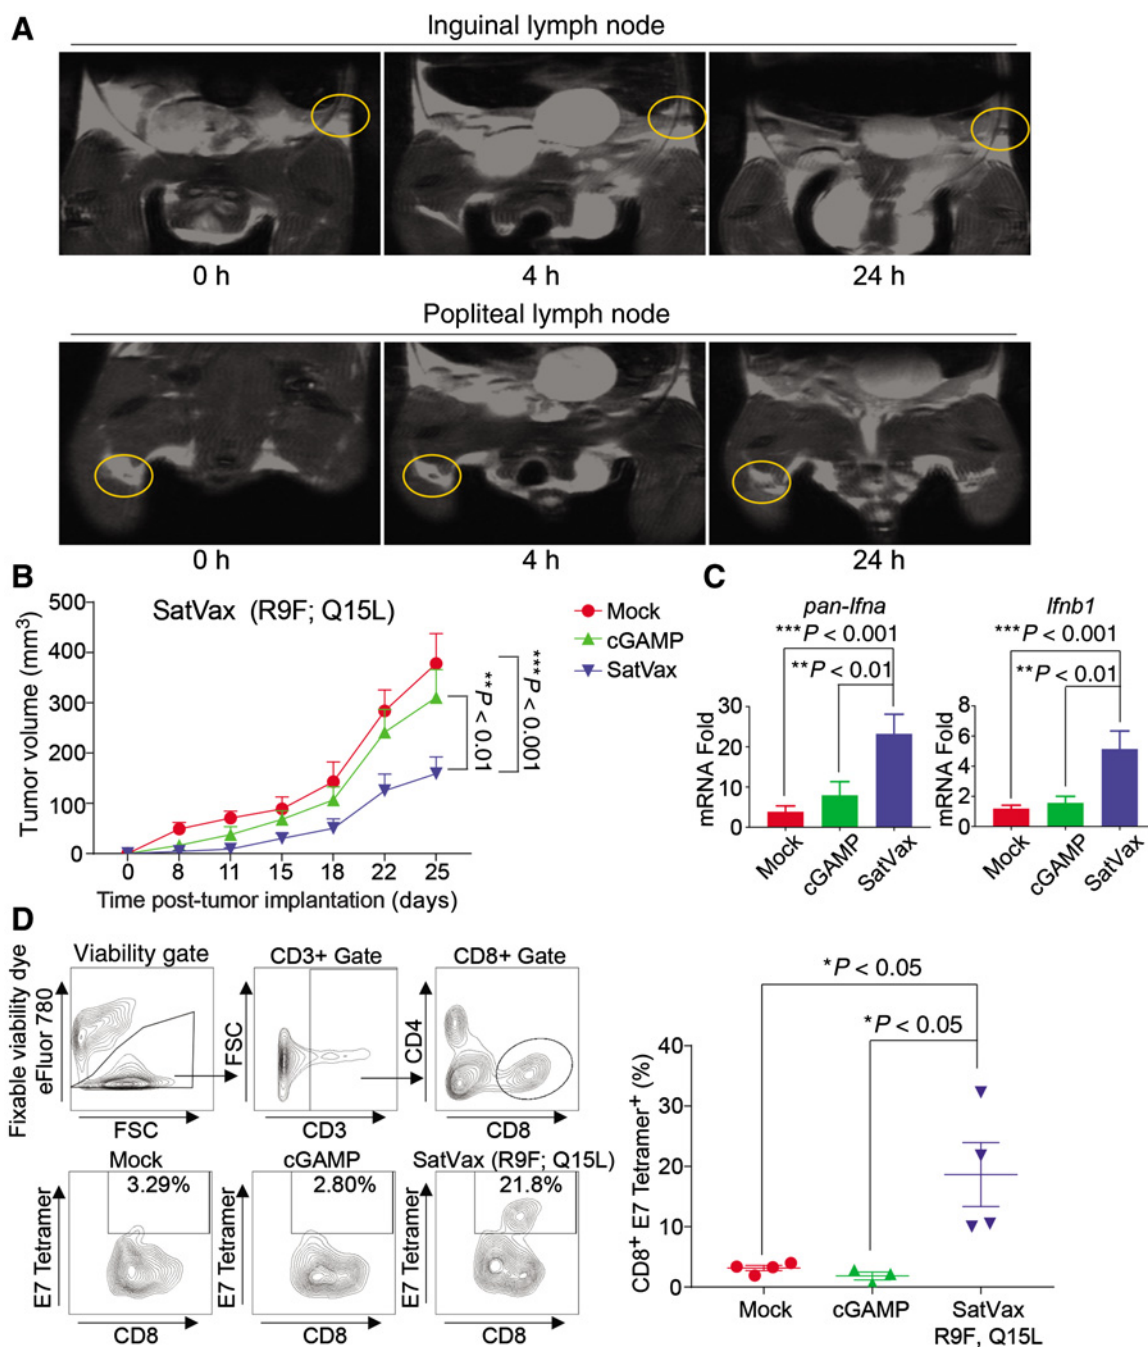 A
Inguinal lymph node
0 h
4 h
24 h
Popliteal lymph node
0 h
4 h
24 h
B
SatVax (R9F; Q15L)
Tumor volume (mm3)
500
400
300
200
100
0
0
8
11
15
18
22
25
Time post-tumor implantation (days)
Mock
cGAMP
SatVax
**P < 0.01
***P < 0.001
C
pan-Ifna
***P < 0.001
**P < 0.01
mRNA Fold
30
20
10
0
Mock
cGAMP
SatVax
Ifnb1
***P < 0.001
**P < 0.01
mRNA Fold
8
6
4
2
0
Mock
cGAMP
SatVax
D
Fixable viability dye
eFluor 780
Viability gate
FSC
CD3+ Gate
FSC
CD3
CD8+ Gate
CD4
CD8
Mock
3.29%
E7 Tetramer
CD8
cGAMP
2.80%
E7 Tetramer
CD8
SatVax (R9F; Q15L)
21.8%
E7 Tetramer
CD8
*P < 0.05
*P < 0.05
CD8+ E7 Tetramer+ (%)
40
30
20
10
0
Mock
cGAMP
SatVax
R9F, Q15L